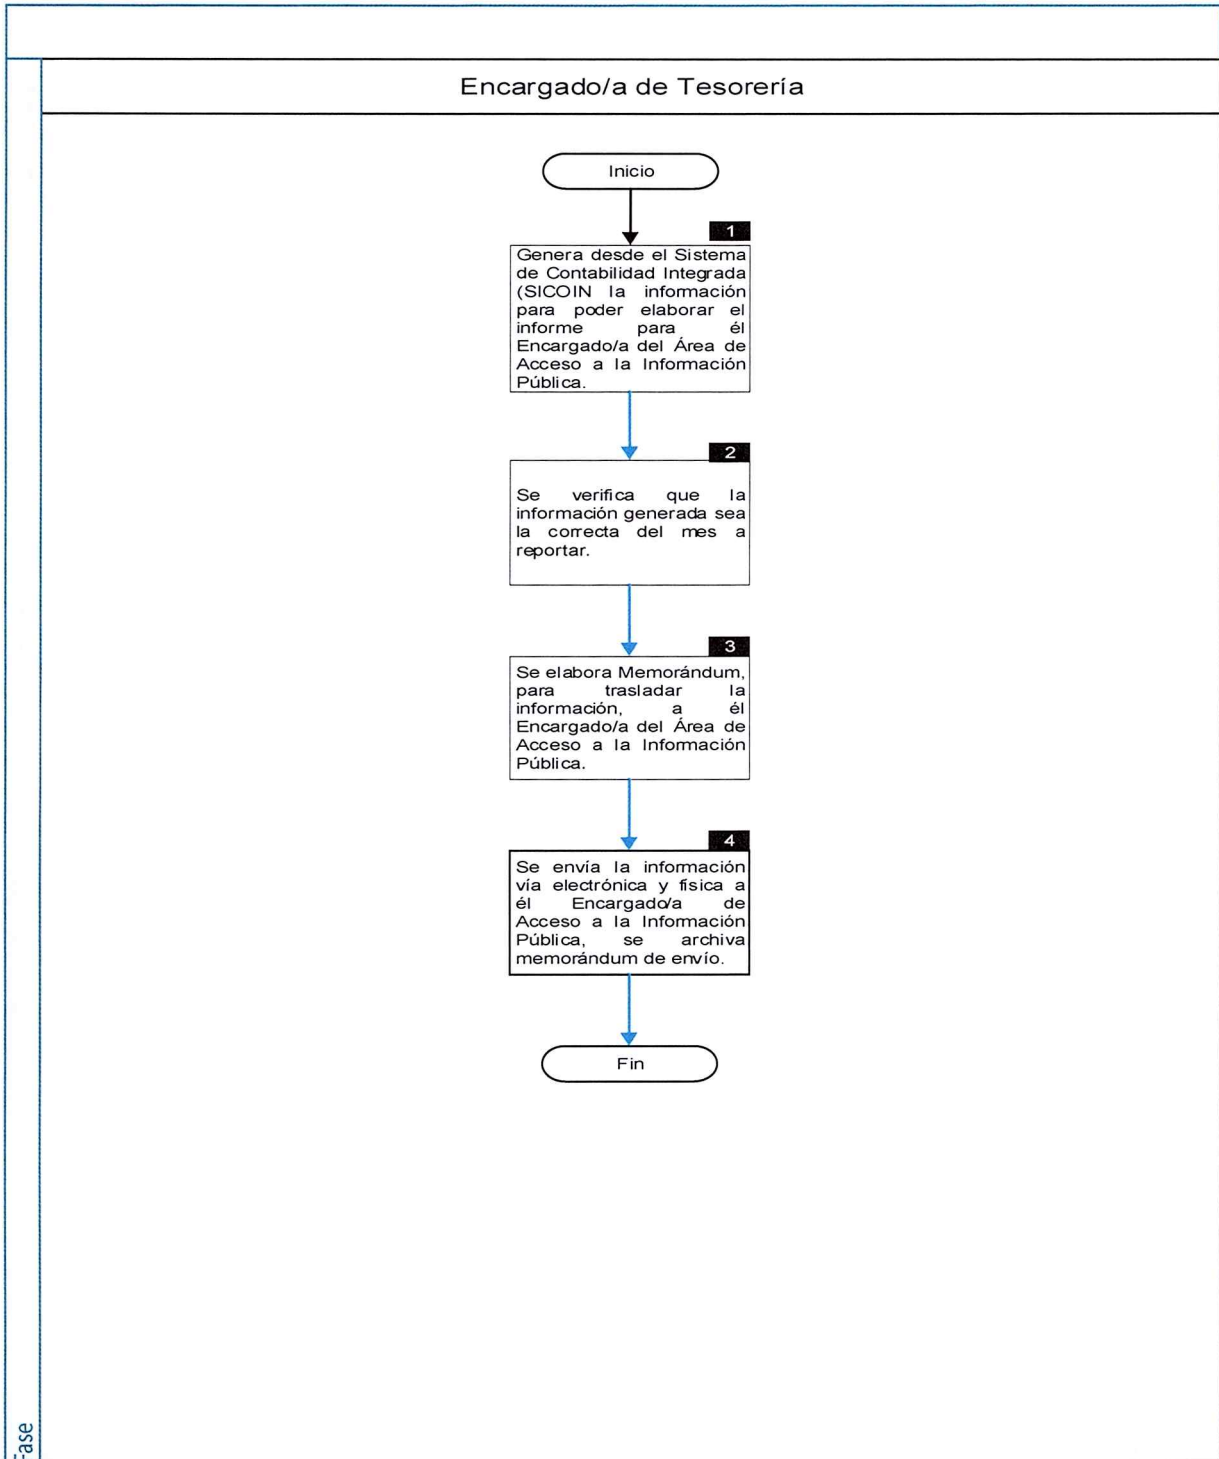 Encargado/a de Tesorería
Inicio
1
Genera desde el Sistema
de Contabilidad Integrada
(SICOIN la información
para poder elaborar el
informe para él
Encargado/a del Área de
Acceso a la Información
Pública.
2
Se verifica que la
información generada sea
la correcta del mes a
reportar.
3
Se elabora Memorándum,
para trasladar la
información, a él
Encargado/a del Área de
Acceso a la Información
Pública.
4
Se envía la información
vía electrónica y física a
él Encargado/a de
Acceso a la Información
Pública, se archiva
memorándum de envío.
Fin
Fase